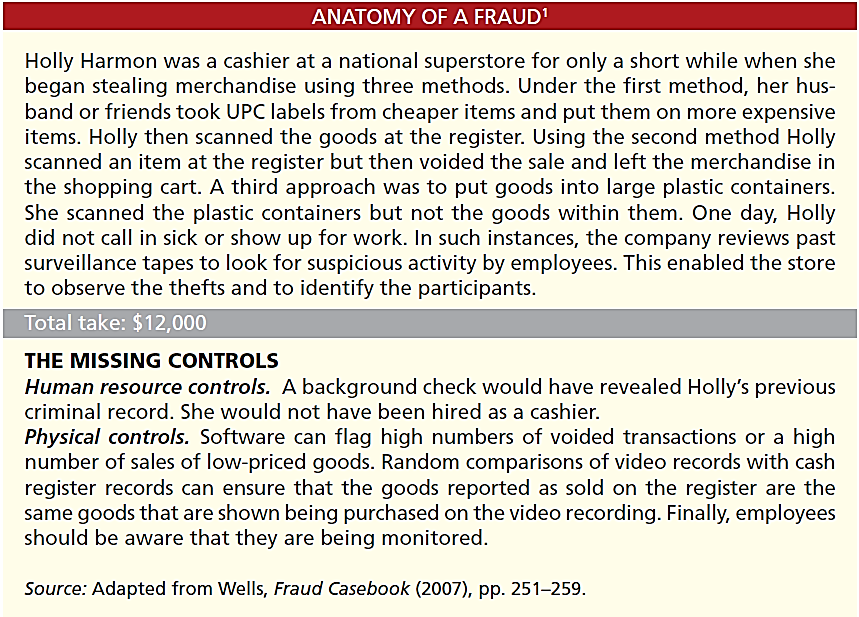 ANATOMY OF A FRAUD¹
Holly Harmon was a cashier at a national superstore for only a short while when she
began stealing merchandise using three methods. Under the first method, her hus-
band or friends took UPC labels from cheaper items and put them on more expensive
items. Holly then scanned the goods at the register. Using the second method Holly
scanned an item at the register but then voided the sale and left the merchandise in
the shopping cart. A third approach was to put goods into large plastic containers.
She scanned the plastic containers but not the goods within them. One day, Holly
did not call in sick or show up for work. In such instances, the company reviews past
surveillance tapes to look for suspicious activity by employees. This enabled the store
to observe the thefts and to identify the participants.
Total take: $12,000
THE MISSING CONTROLS
Human resource controls. A background check would have revealed Holly's previous
criminal record. She would not have been hired as a cashier.
Physical controls. Software can flag high numbers of voided transactions or a high
number of sales of low-priced goods. Random comparisons of video records with cash
register records can ensure that the goods reported as sold on the register are the
same goods that are shown being purchased on the video recording. Finally, employees
should be aware that they are being monitored.
Source: Adapted from Wells, Fraud Casebook (2007), pp. 251–259.